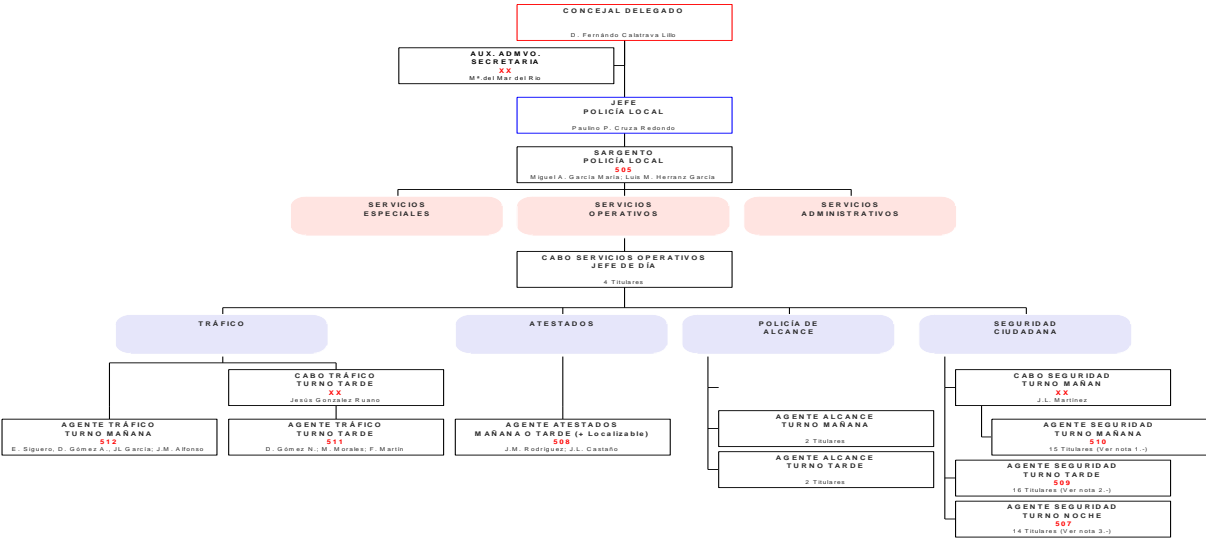 CONCEJAL DELEGADO
D. Fernándo Calatrava Lillo
AUX. ADMVO.
SECRETARIA
XX
Mª.del Mar del Rio
JEFE
POLICÍA LOCAL
Paulino P. Cruza Redondo
SARGENTO
POLICÍA LOCAL
505
Miguel A. García María; Luis M. Herranz García
SERVICIOS
ESPECIALES
SERVICIOS
OPERATIVOS
SERVICIOS
ADMINISTRATIVOS
CABO SERVICIOS OPERATIVOS
JEFE DE DÍA
4 Titulares
TRÁFICO
ATESTADOS
POLICÍA DE
ALCANCE
SEGURIDAD
CIUDADANA
CABO TRÁFICO
TURNO TARDE
XX
Jesús Gonzalez Ruano
CABO SEGURIDAD
TURNO MAÑAN
XX
J.L. Martínez
AGENTE TRÁFICO
TURNO MAÑANA
512
E. Siguero, D. Gómez A., JL García; J.M. Alfonso
AGENTE TRÁFICO
TURNO TARDE
511
D. Gómez N.; M. Morales; F. Martín
AGENTE ATESTADOS
MAÑANA O TARDE (+ Localizable)
508
J.M. Rodríguez; J.L. Castaño
AGENTE ALCANCE
TURNO MAÑANA
2 Titulares
AGENTE ALCANCE
TURNO TARDE
2 Titulares
AGENTE SEGURIDAD
TURNO MAÑANA
510
15 Titulares (Ver nota 1.-)
AGENTE SEGURIDAD
TURNO TARDE
509
16 Titulares (Ver nota 2.-)
AGENTE SEGURIDAD
TURNO NOCHE
507
14 Titulares (Ver nota 3.-)